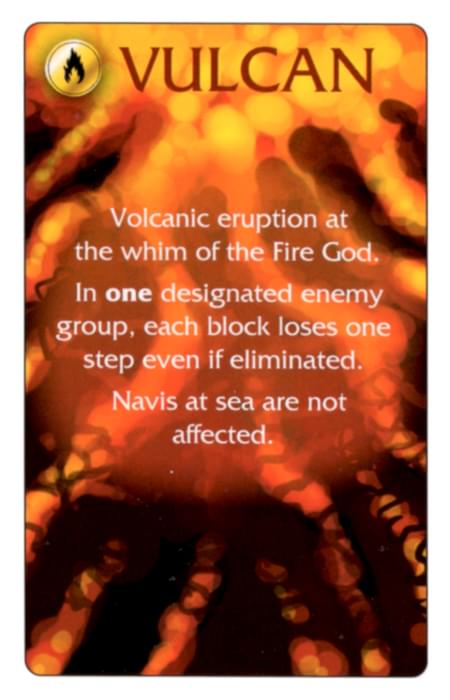 VULCAN
Volcanic eruption at
the whim of the Fire God.
In one designated enemy
group, each block loses one
step even if eliminated.
Navis at sea are not
affected.